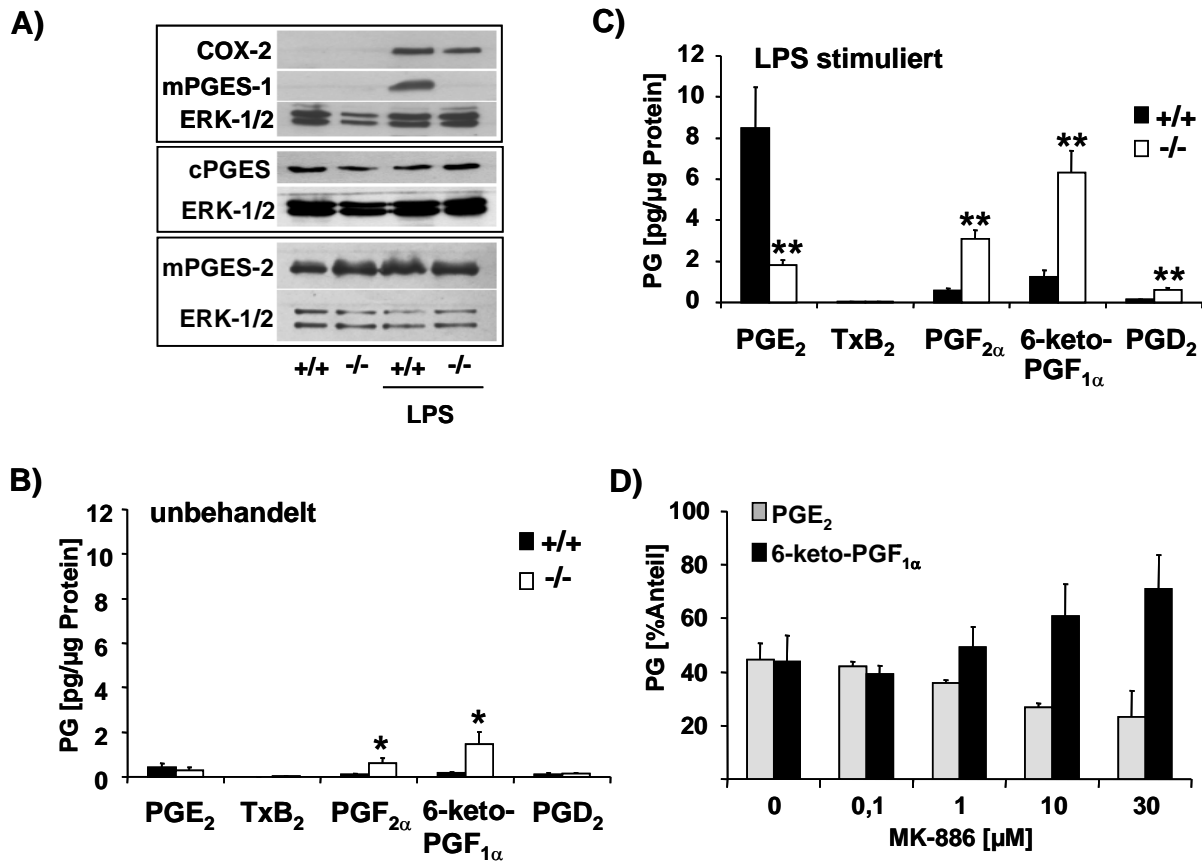 A)
COX-2
mPGES-1
ERK-1/2
cPGES
ERK-1/2
mPGES-2
ERK-1/2
+/+ -/- +/+ -/-
LPS
B)
unbehandelt
PG [pg/µg Protein]
12
10
8
6
4
2
0
+/+
-/-
*
*
PGE₂ TxB₂ PGF₂α 6-keto-PGF₁α PGD₂
C)
LPS stimuliert
PG [pg/µg Protein]
12
10
8
6
4
2
0
+/+
-/-
**
**
**
**
PGE₂ TxB₂ PGF₂α 6-keto-PGF₁α PGD₂
D)
PG [%Anteil]
100
80
60
40
20
PGE₂
6-keto-PGF₁α
0 0,1 1 10 30
MK-886 [µM]